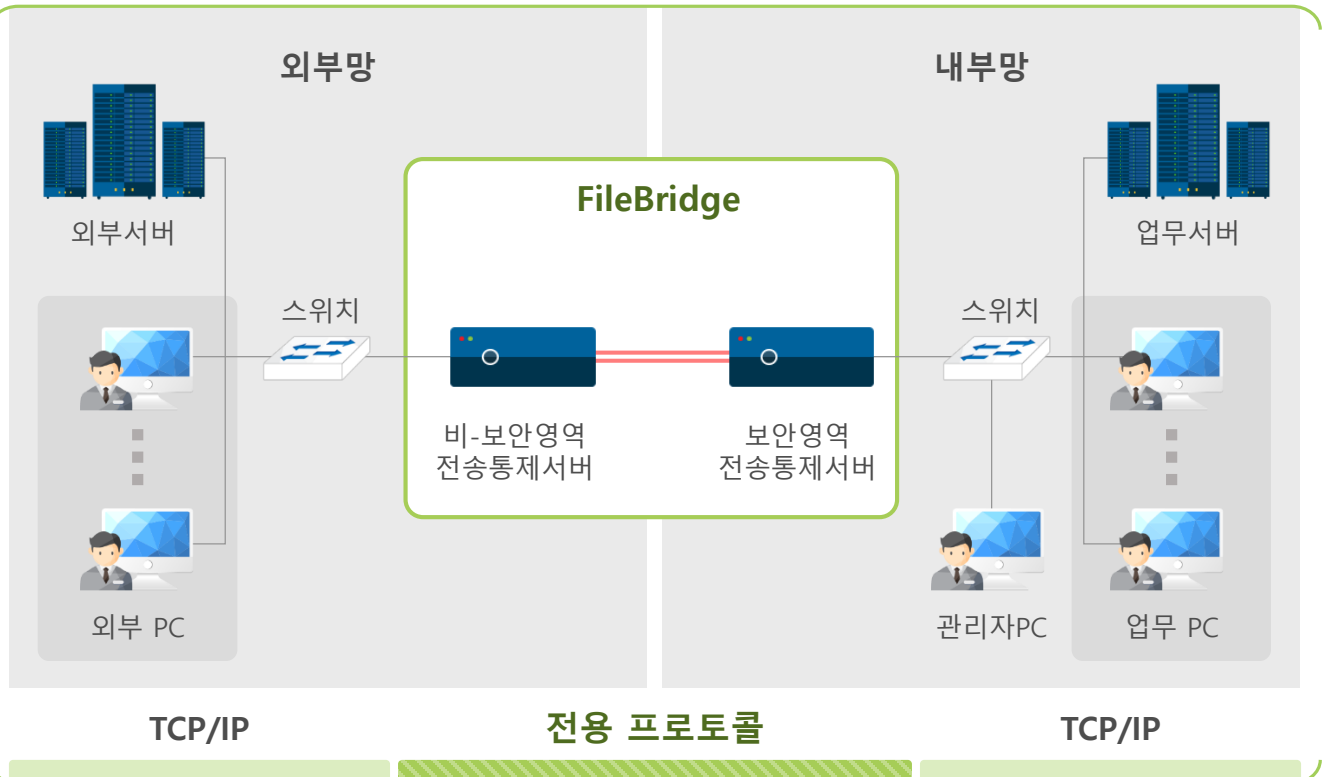 외부망
내부망
FileBridge
외부서버
업무서버
스위치
스위치
비-보안영역
전송통제서버
보안영역
전송통제서버
외부 PC
관리자PC
업무 PC
TCP/IP
전용 프로토콜
TCP/IP